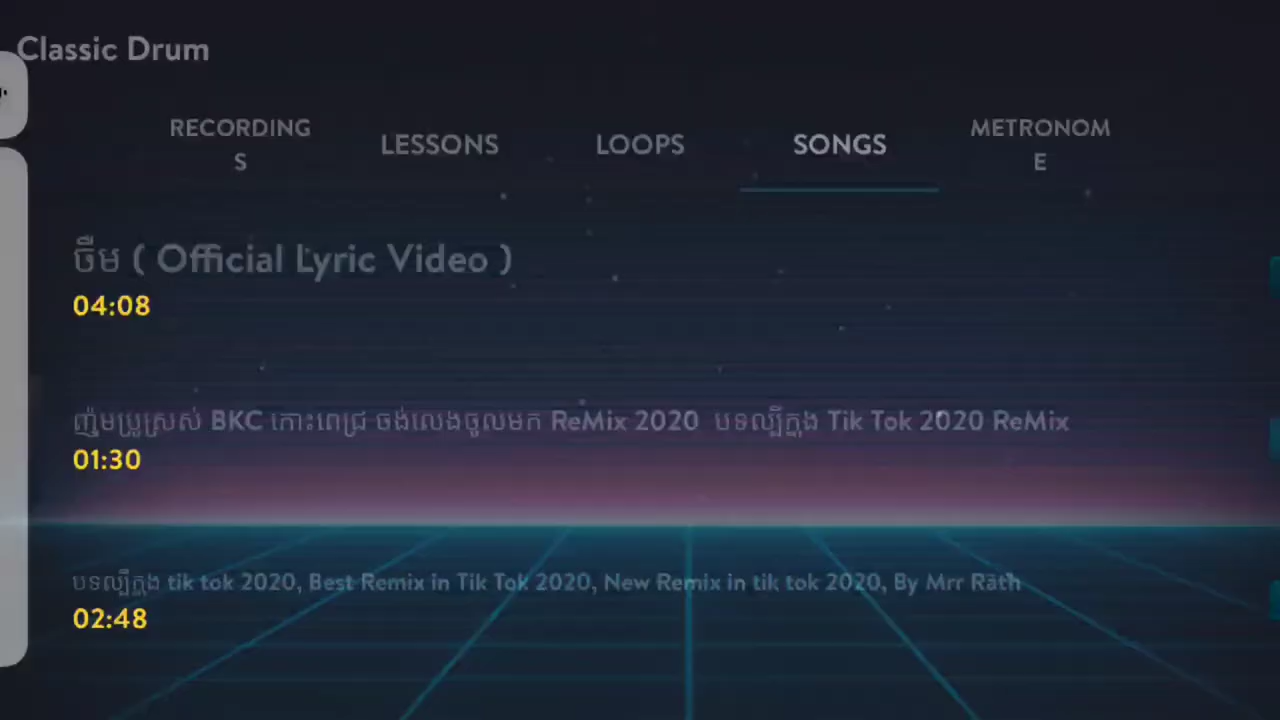 Classic Drum
RECORDING
S
LESSONS
LOOPS
SONGS
METRONOM
E
ចឺម ( Official Lyric Video )
04:08
ញ៉ុមប្រូស្រស់ BKC កោះពេជ្រ ចង់លេងចូលមក ReMix 2020 បទល្បីក្នុង Tik Tok 2020 ReMix
01:30
បទល្បីក្នុង tik tok 2020, Best Remix in Tik Tok 2020, New Remix in tik tok 2020, By Mrr Rāth
02:48